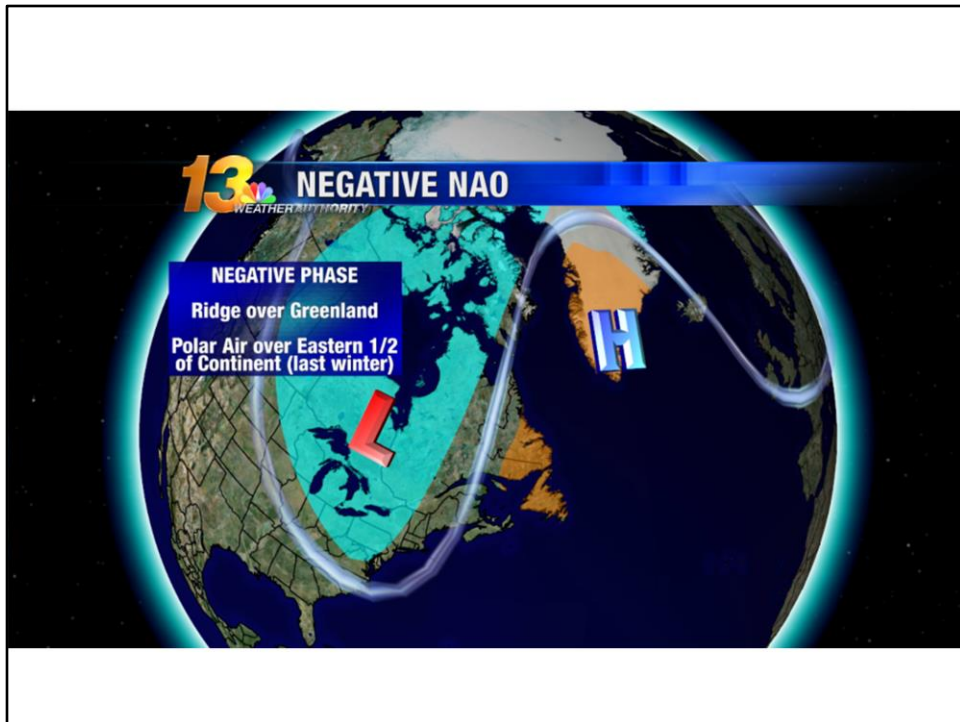 13
WEATHER AUTHORITY
NEGATIVE NAO
NEGATIVE PHASE
Ridge over Greenland
Polar Air over Eastern 1/2
of Continent (last winter)
H
L